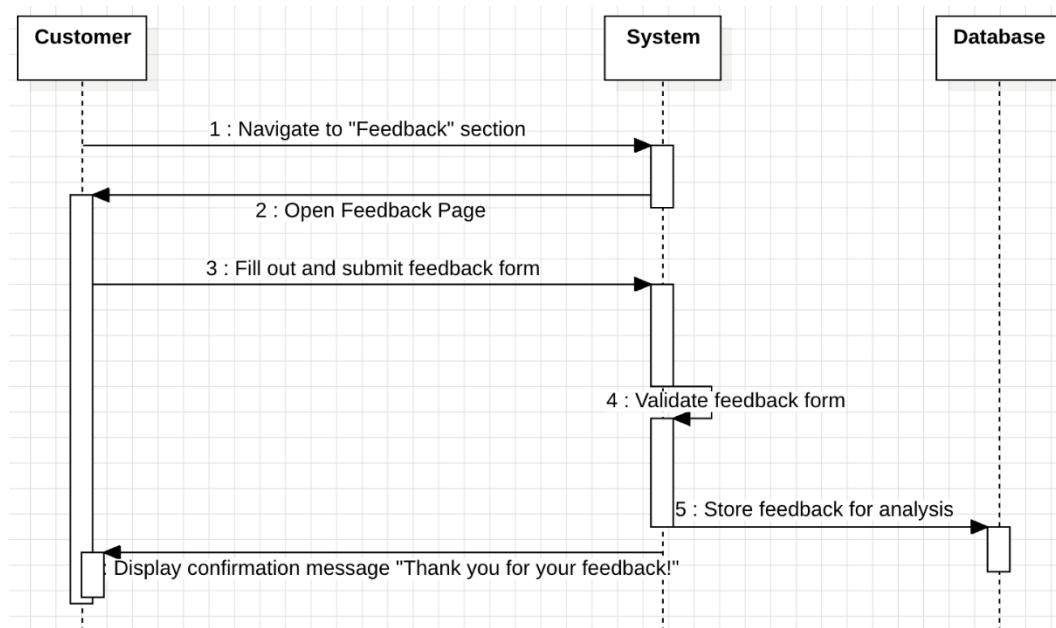 Customer
System
Database
1 : Navigate to "Feedback" section
2 : Open Feedback Page
3 : Fill out and submit feedback form
4 : Validate feedback form
5 : Store feedback for analysis
: Display confirmation message "Thank you for your feedback!"